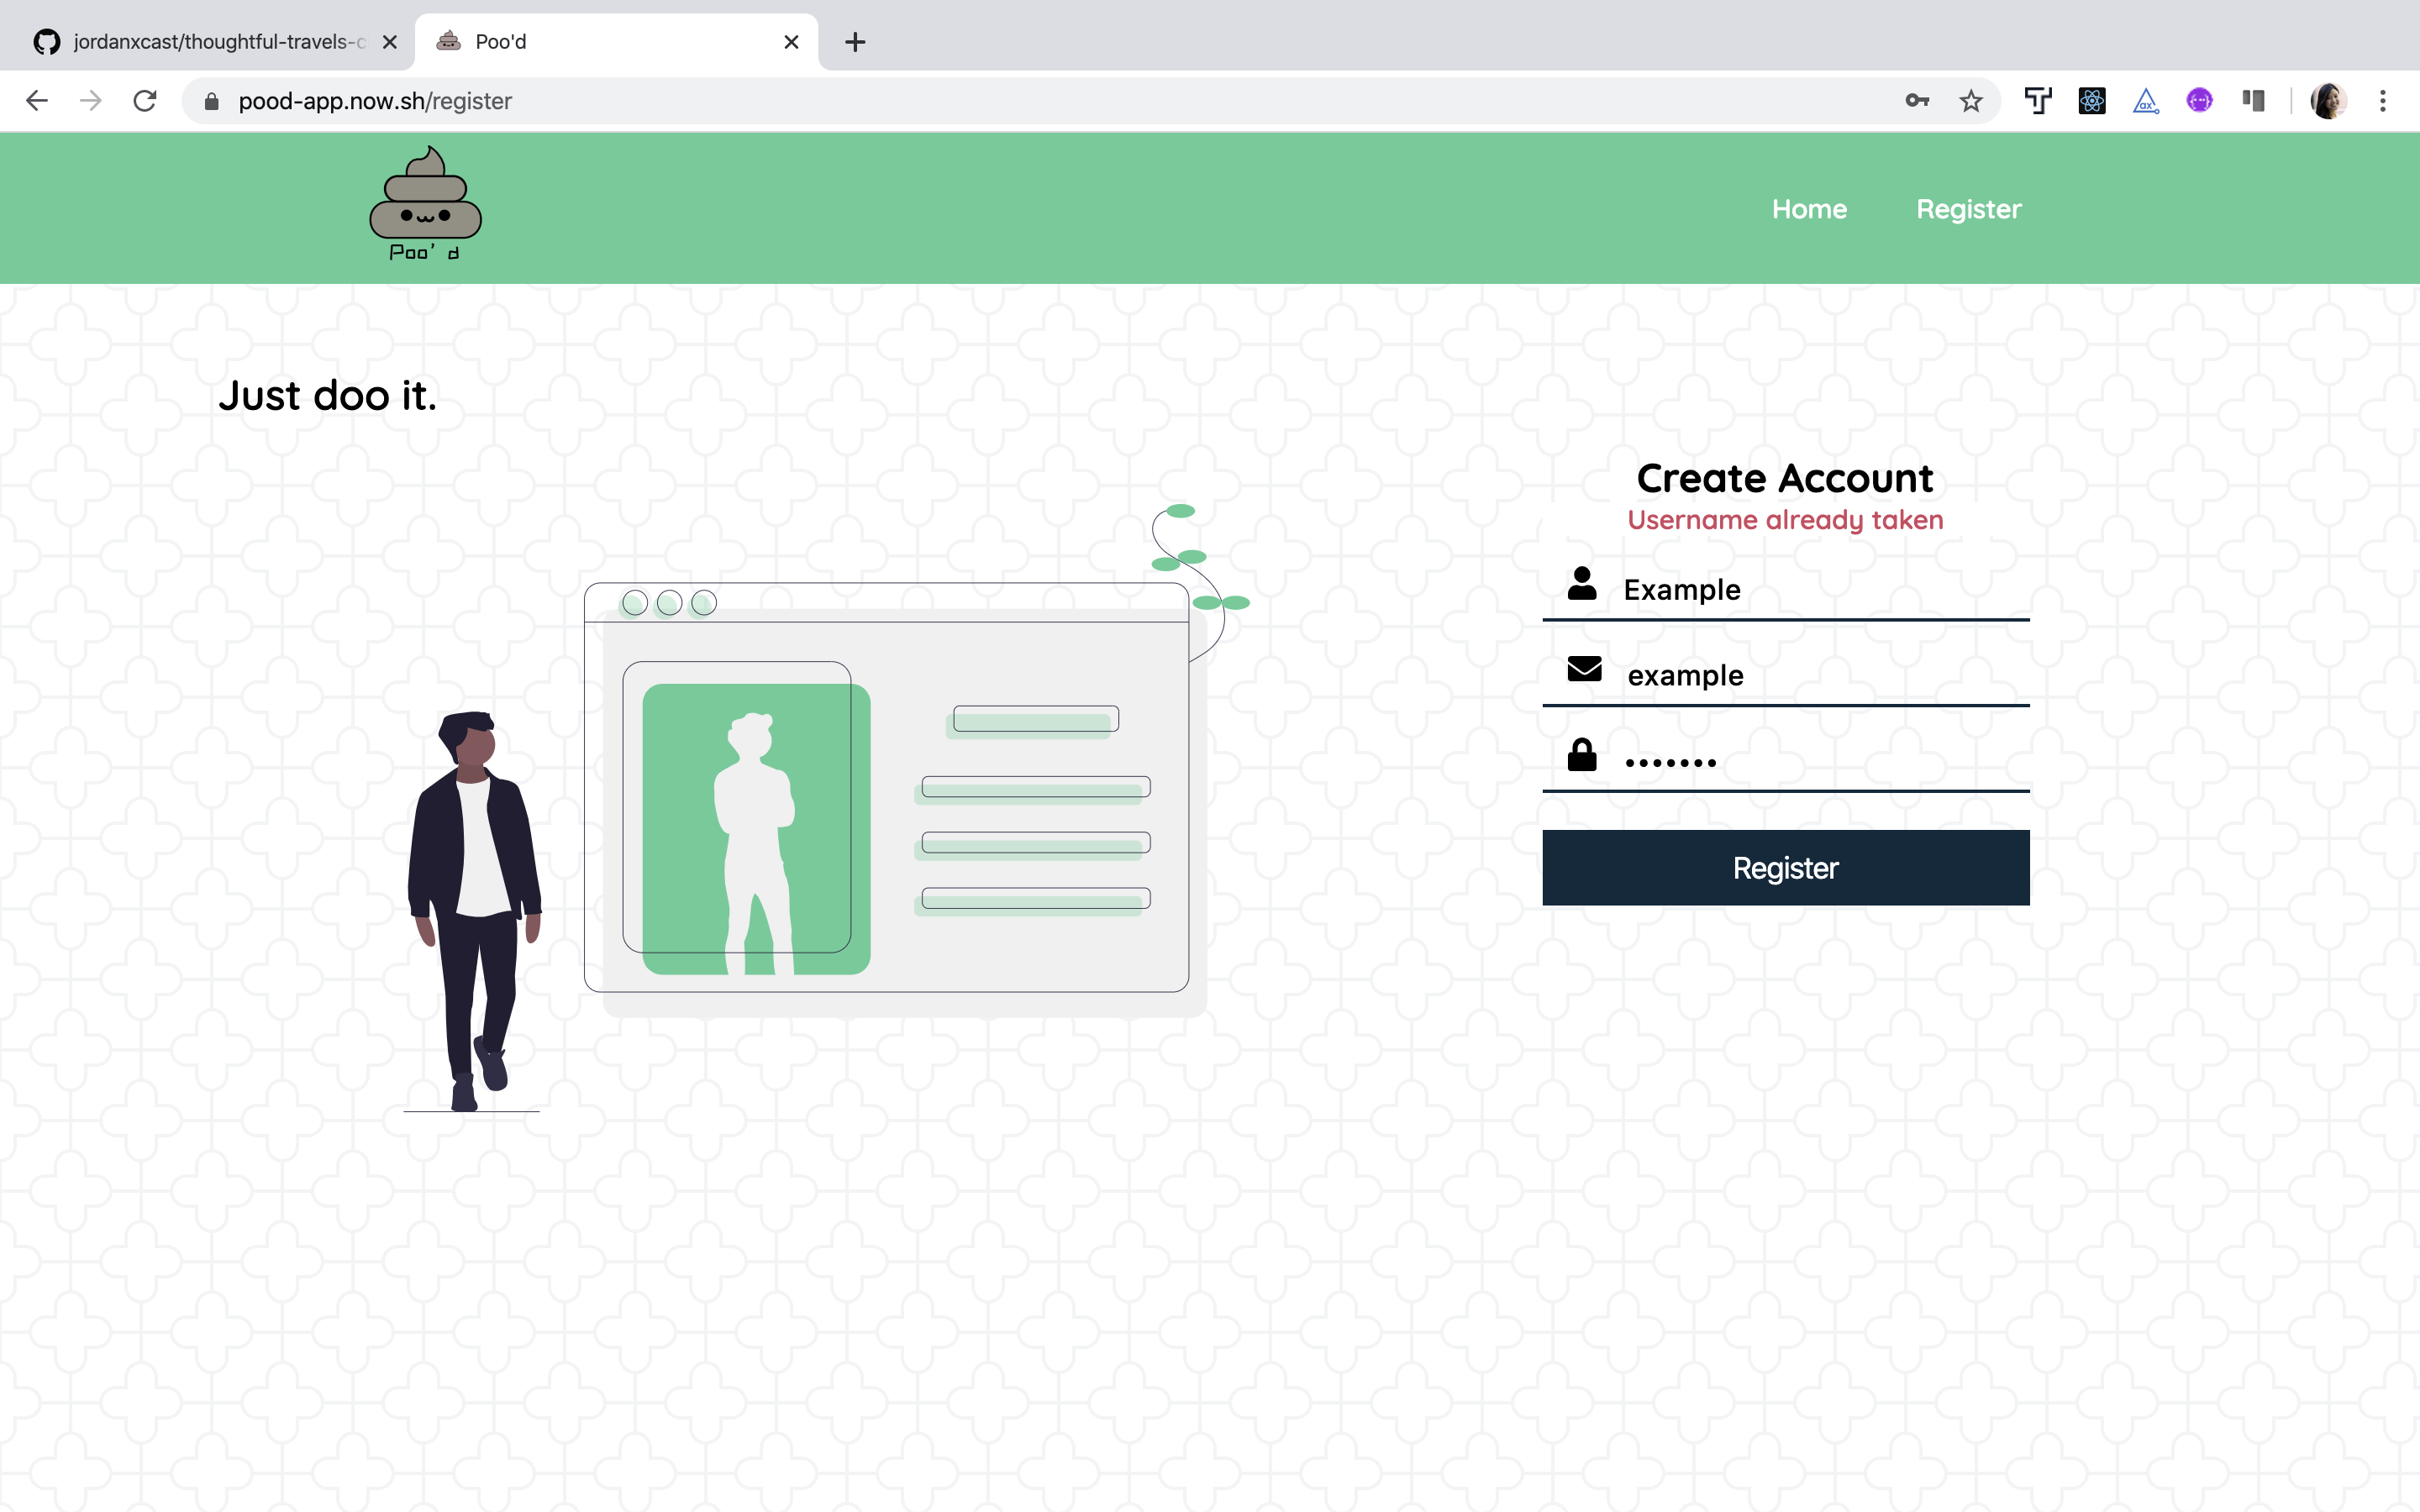 jordanxcast/thoughtful-travels-c
Poo'd
pood-app.now.sh/register
ax
Poo'd
Home
Register
Just doo it.
Create Account
Username already taken
Example
example
•••••••
Register